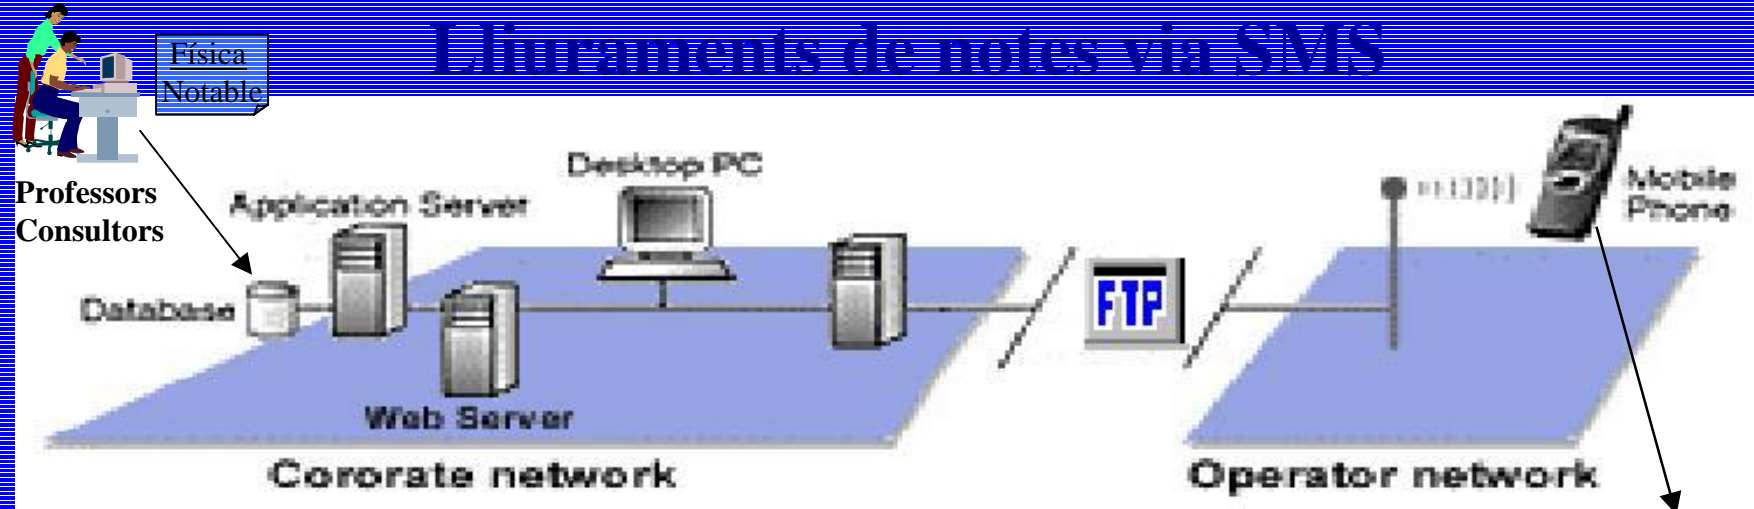 Lliuraments de notes via SMS
Física
Notable
Professors
Consultors
Application Server
Desktop PC
Mobile
Phone
Database
FTP
Web Server
Cororate network
Operator network